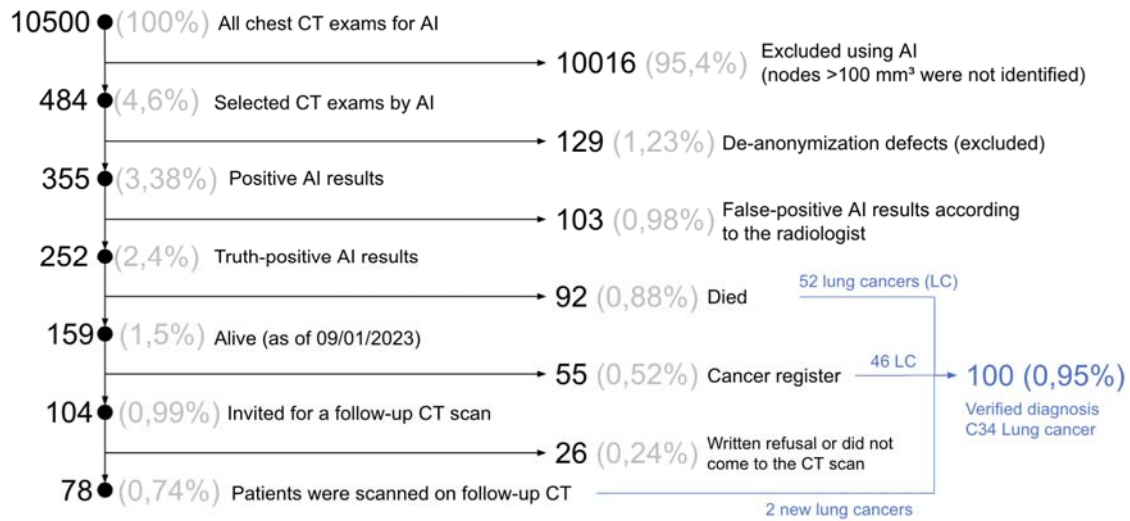 10500 (100%) All chest CT exams for AI
10016 (95,4%) Excluded using AI
(nodes >100 mm³ were not identified)
484 (4,6%) Selected CT exams by AI
129 (1,23%) De-anonymization defects (excluded)
355 (3,38%) Positive AI results
103 (0,98%) False-positive AI results according
to the radiologist
252 (2,4%) Truth-positive AI results
52 lung cancers (LC)
92 (0,88%) Died
159 (1,5%) Alive (as of 09/01/2023)
46 LC
55 (0,52%) Cancer register
100 (0,95%)
Verified diagnosis
C34 Lung cancer
104 (0,99%) Invited for a follow-up CT scan
26 (0,24%) Written refusal or did not
come to the CT scan
78 (0,74%) Patients were scanned on follow-up CT
2 new lung cancers